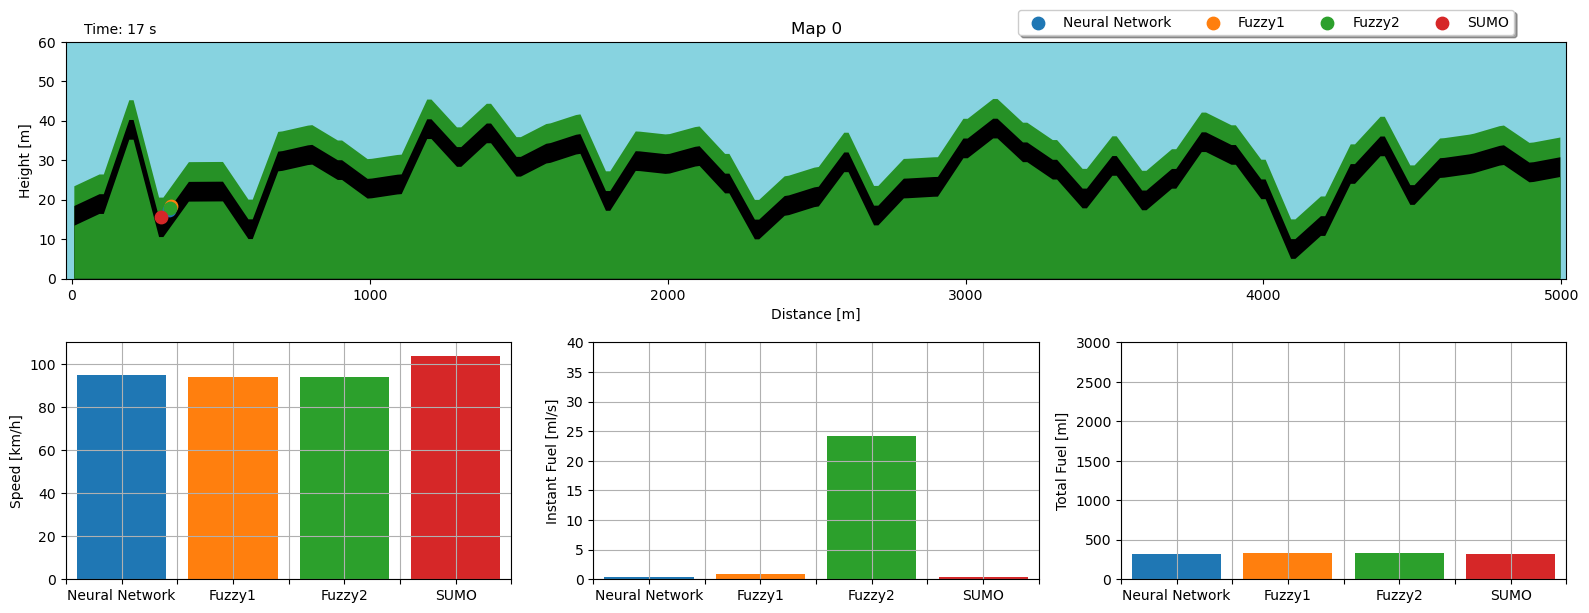 Time: 17 s
Map 0
Neural Network
Fuzzy1
Fuzzy2
SUMO
60
50
40
30
20
10
0
Height [m]
0
1000
2000
3000
4000
5000
Distance [m]
100
80
60
40
20
0
Speed [km/h]
Neural Network
Fuzzy1
Fuzzy2
SUMO
40
35
30
25
20
15
10
5
0
Instant Fuel [ml/s]
Neural Network
Fuzzy1
Fuzzy2
SUMO
3000
2500
2000
1500
1000
500
0
Total Fuel [ml]
Neural Network
Fuzzy1
Fuzzy2
SUMO